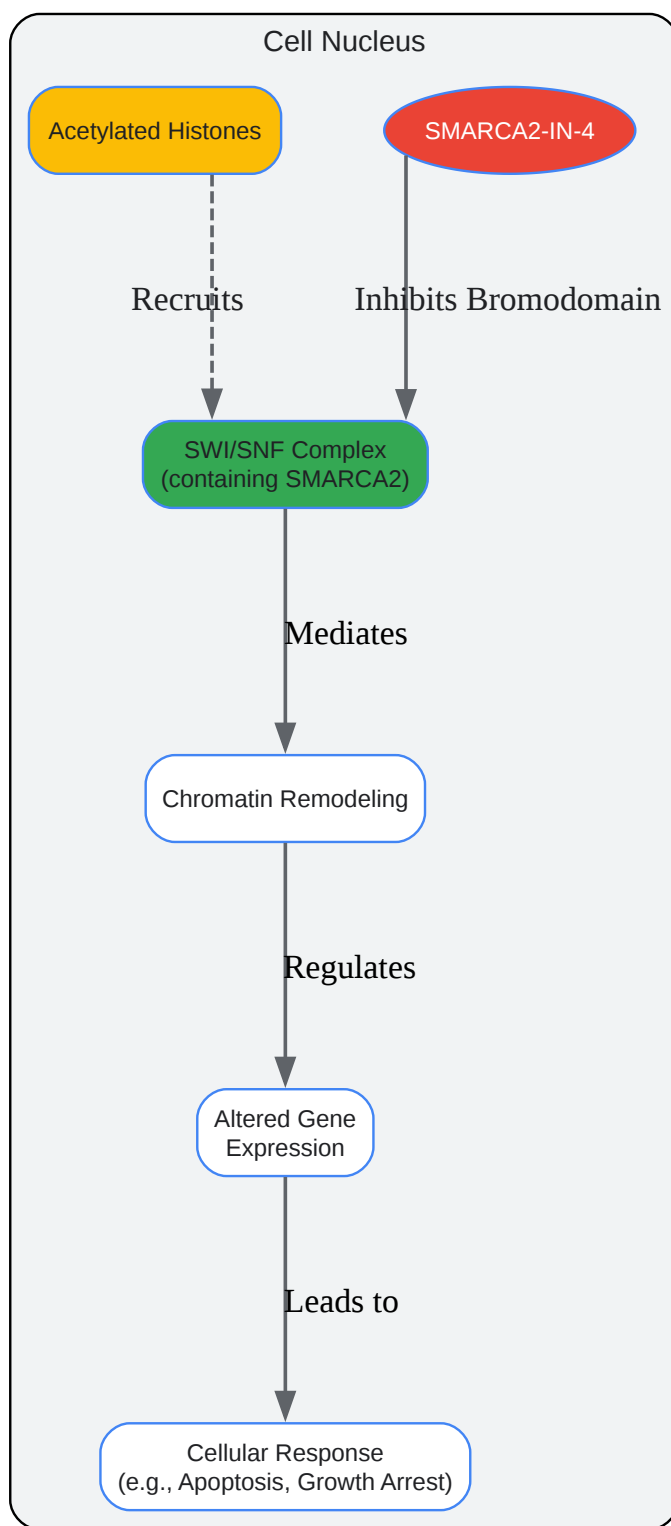 Cell Nucleus
Acetylated Histones
SMARCA2-IN-4
Recruits
Inhibits Bromodomain
SWI/SNF Complex
(containing SMARCA2)
Mediates
Chromatin Remodeling
Regulates
Altered Gene
Expression
Leads to
Cellular Response
(e.g., Apoptosis, Growth Arrest)